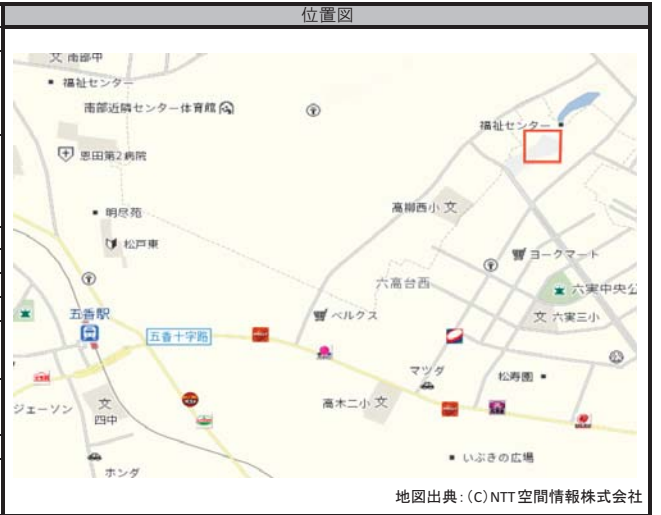 位置図
文 南部中
福祉センター
南部近隣センター体育館
福祉センター
恩田第2病院
高柳西小 文
明尽苑
松戸東
ヨークマート
六高台西
六実中央公
五香駅
ベルクス
文 六実三小
五香十字路
マツダ
松寿園
ジェーソン
文
四中
高木二小 文
いぶきの広場
ホンダ
地図出典:(C)NTT空間情報株式会社